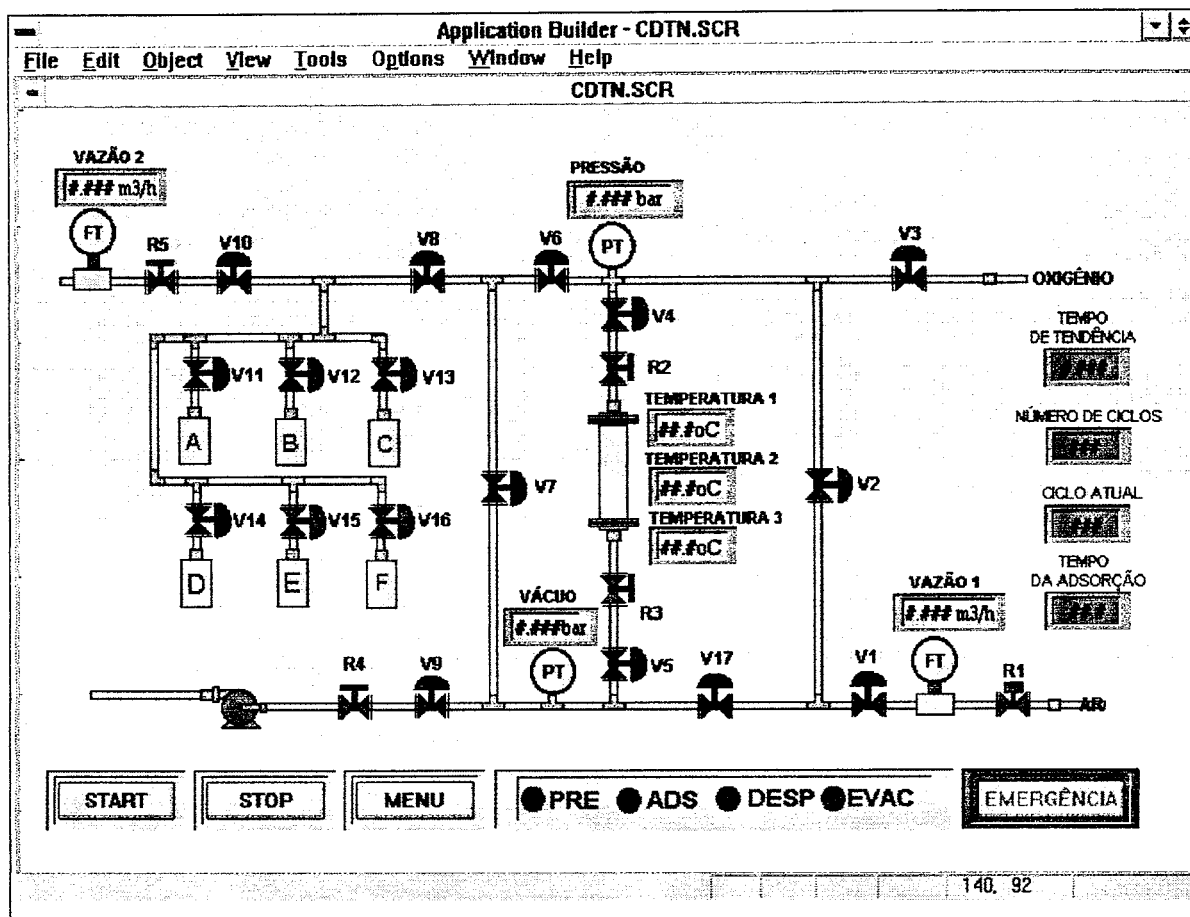 Application Builder - CDTN.SCR
File Edit Object View Tools Options Window Help
CDTN.SCR
VAZÃO 2
#.### m3/h
PRESSÃO
#.### bar
FT
R5
V10
V8
V6
PT
V3
OXIGÊNIO
V4
TEMPO
DE TENDÊNCIA
V11
V12
V13
R2
TEMPERATURA 1
##.#oC
NÚMERO DE CICLOS
A
B
C
TEMPERATURA 2
##.#oC
V7
V2
CICLO ATUAL
V14
V15
V16
TEMPERATURA 3
##.#oC
TEMPO
DA ADSORÇÃO
D
E
F
VÁCUO
#.###bar
R3
VAZÃO 1
#.### m3/h
R4
V9
PT
V5
V17
V1
FT
R1
AR
START
STOP
MENU
PRE ADS DESP EVAC
EMERGÊNCIA
140, 92